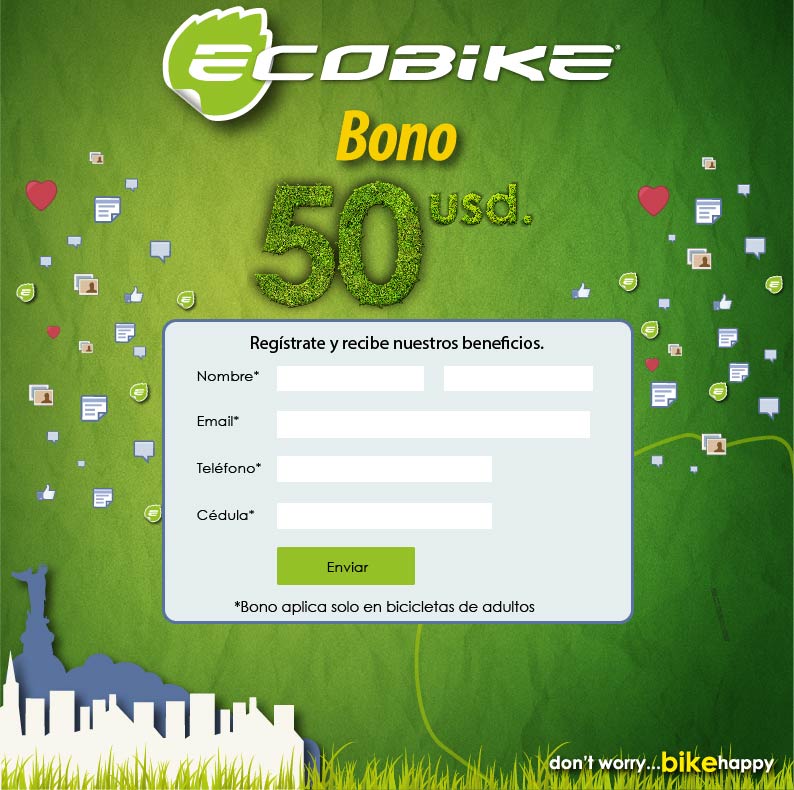 ECOBIKE®
Bono
50 usd.
Regístrate y recibe nuestros beneficios.
Nombre*
Email*
Teléfono*
Cédula*
Enviar
*Bono aplica solo en bicicletas de adultos
don't worry...bikehappy